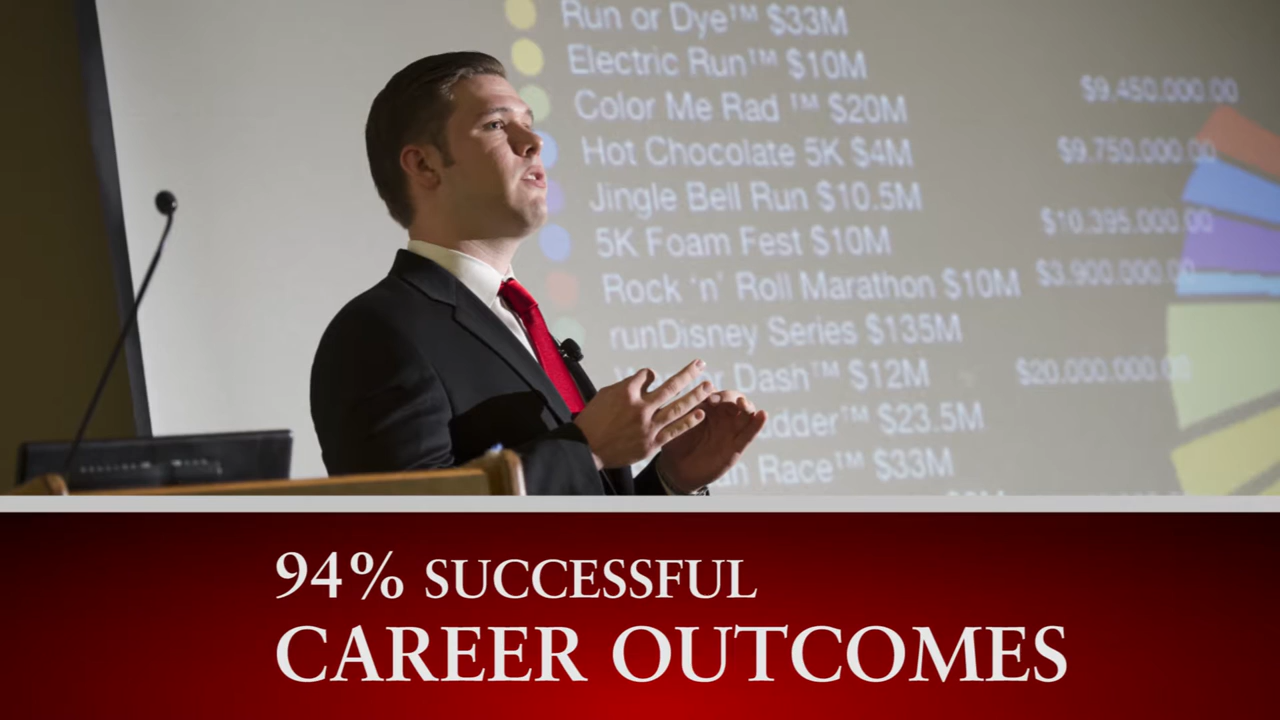 Run or Dye™ $33M
Electric Run™ $10M
Color Me Rad ™ $20M
Hot Chocolate 5K $4M
Jingle Bell Run $10.5M
5K Foam Fest $10M
Rock 'n' Roll Marathon $10M
runDisney Series $135M
Dash™ $12M
$23.5M
Race™ $33M
$9,450,000.00
$9,750,000.00
$10,395,000.00
$3,900,000.00
$20,000,000.00
94% SUCCESSFUL
CAREER OUTCOMES